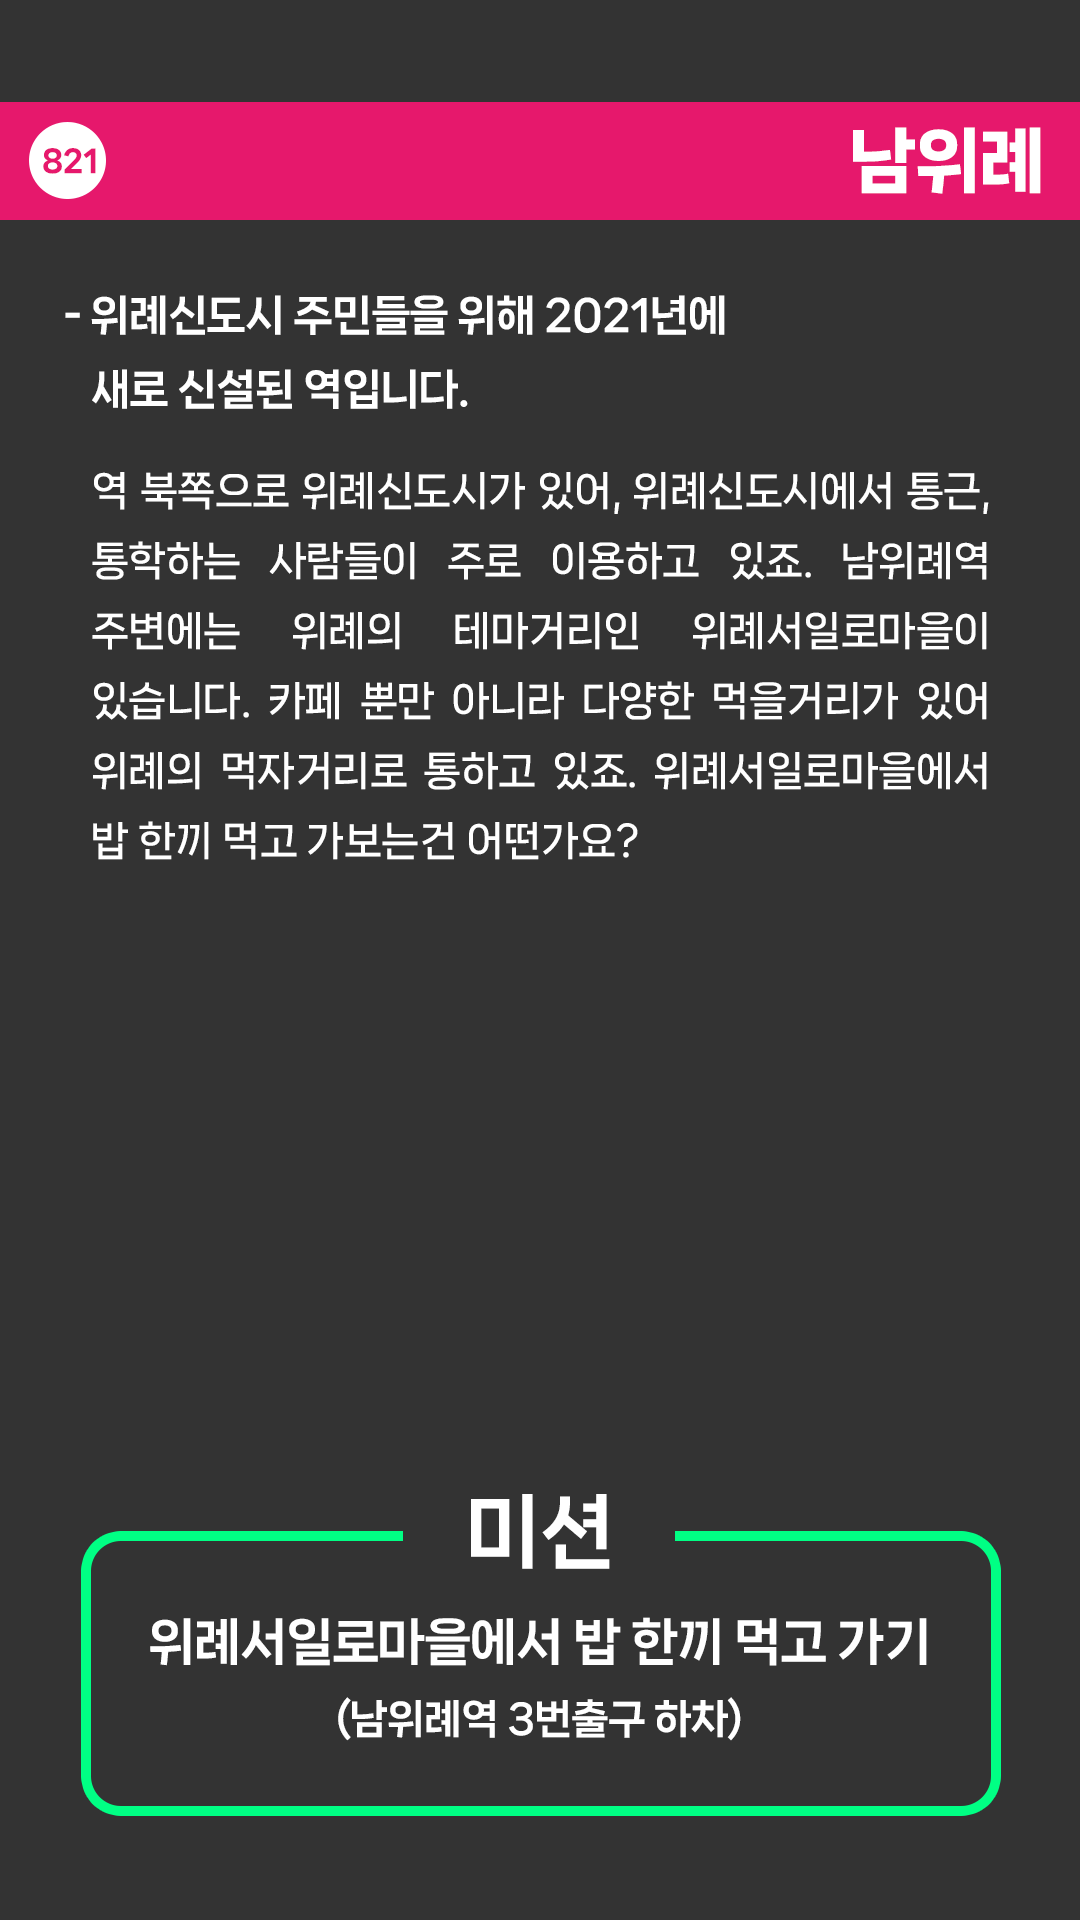 821
남위례
- 위례신도시 주민들을 위해 2021년에
새로 신설된 역입니다.
역 북쪽으로 위례신도시가 있어, 위례신도시에서 통근,
통학하는 사람들이 주로 이용하고 있죠. 남위례역
주변에는 위례의 테마거리인 위례서일로마을이
있습니다. 카페 뿐만 아니라 다양한 먹을거리가 있어
위례의 먹자거리로 통하고 있죠. 위례서일로마을에서
밥 한끼 먹고 가보는건 어떤가요?
미션
위례서일로마을에서 밥 한끼 먹고 가기
(남위례역 3번출구 하차)